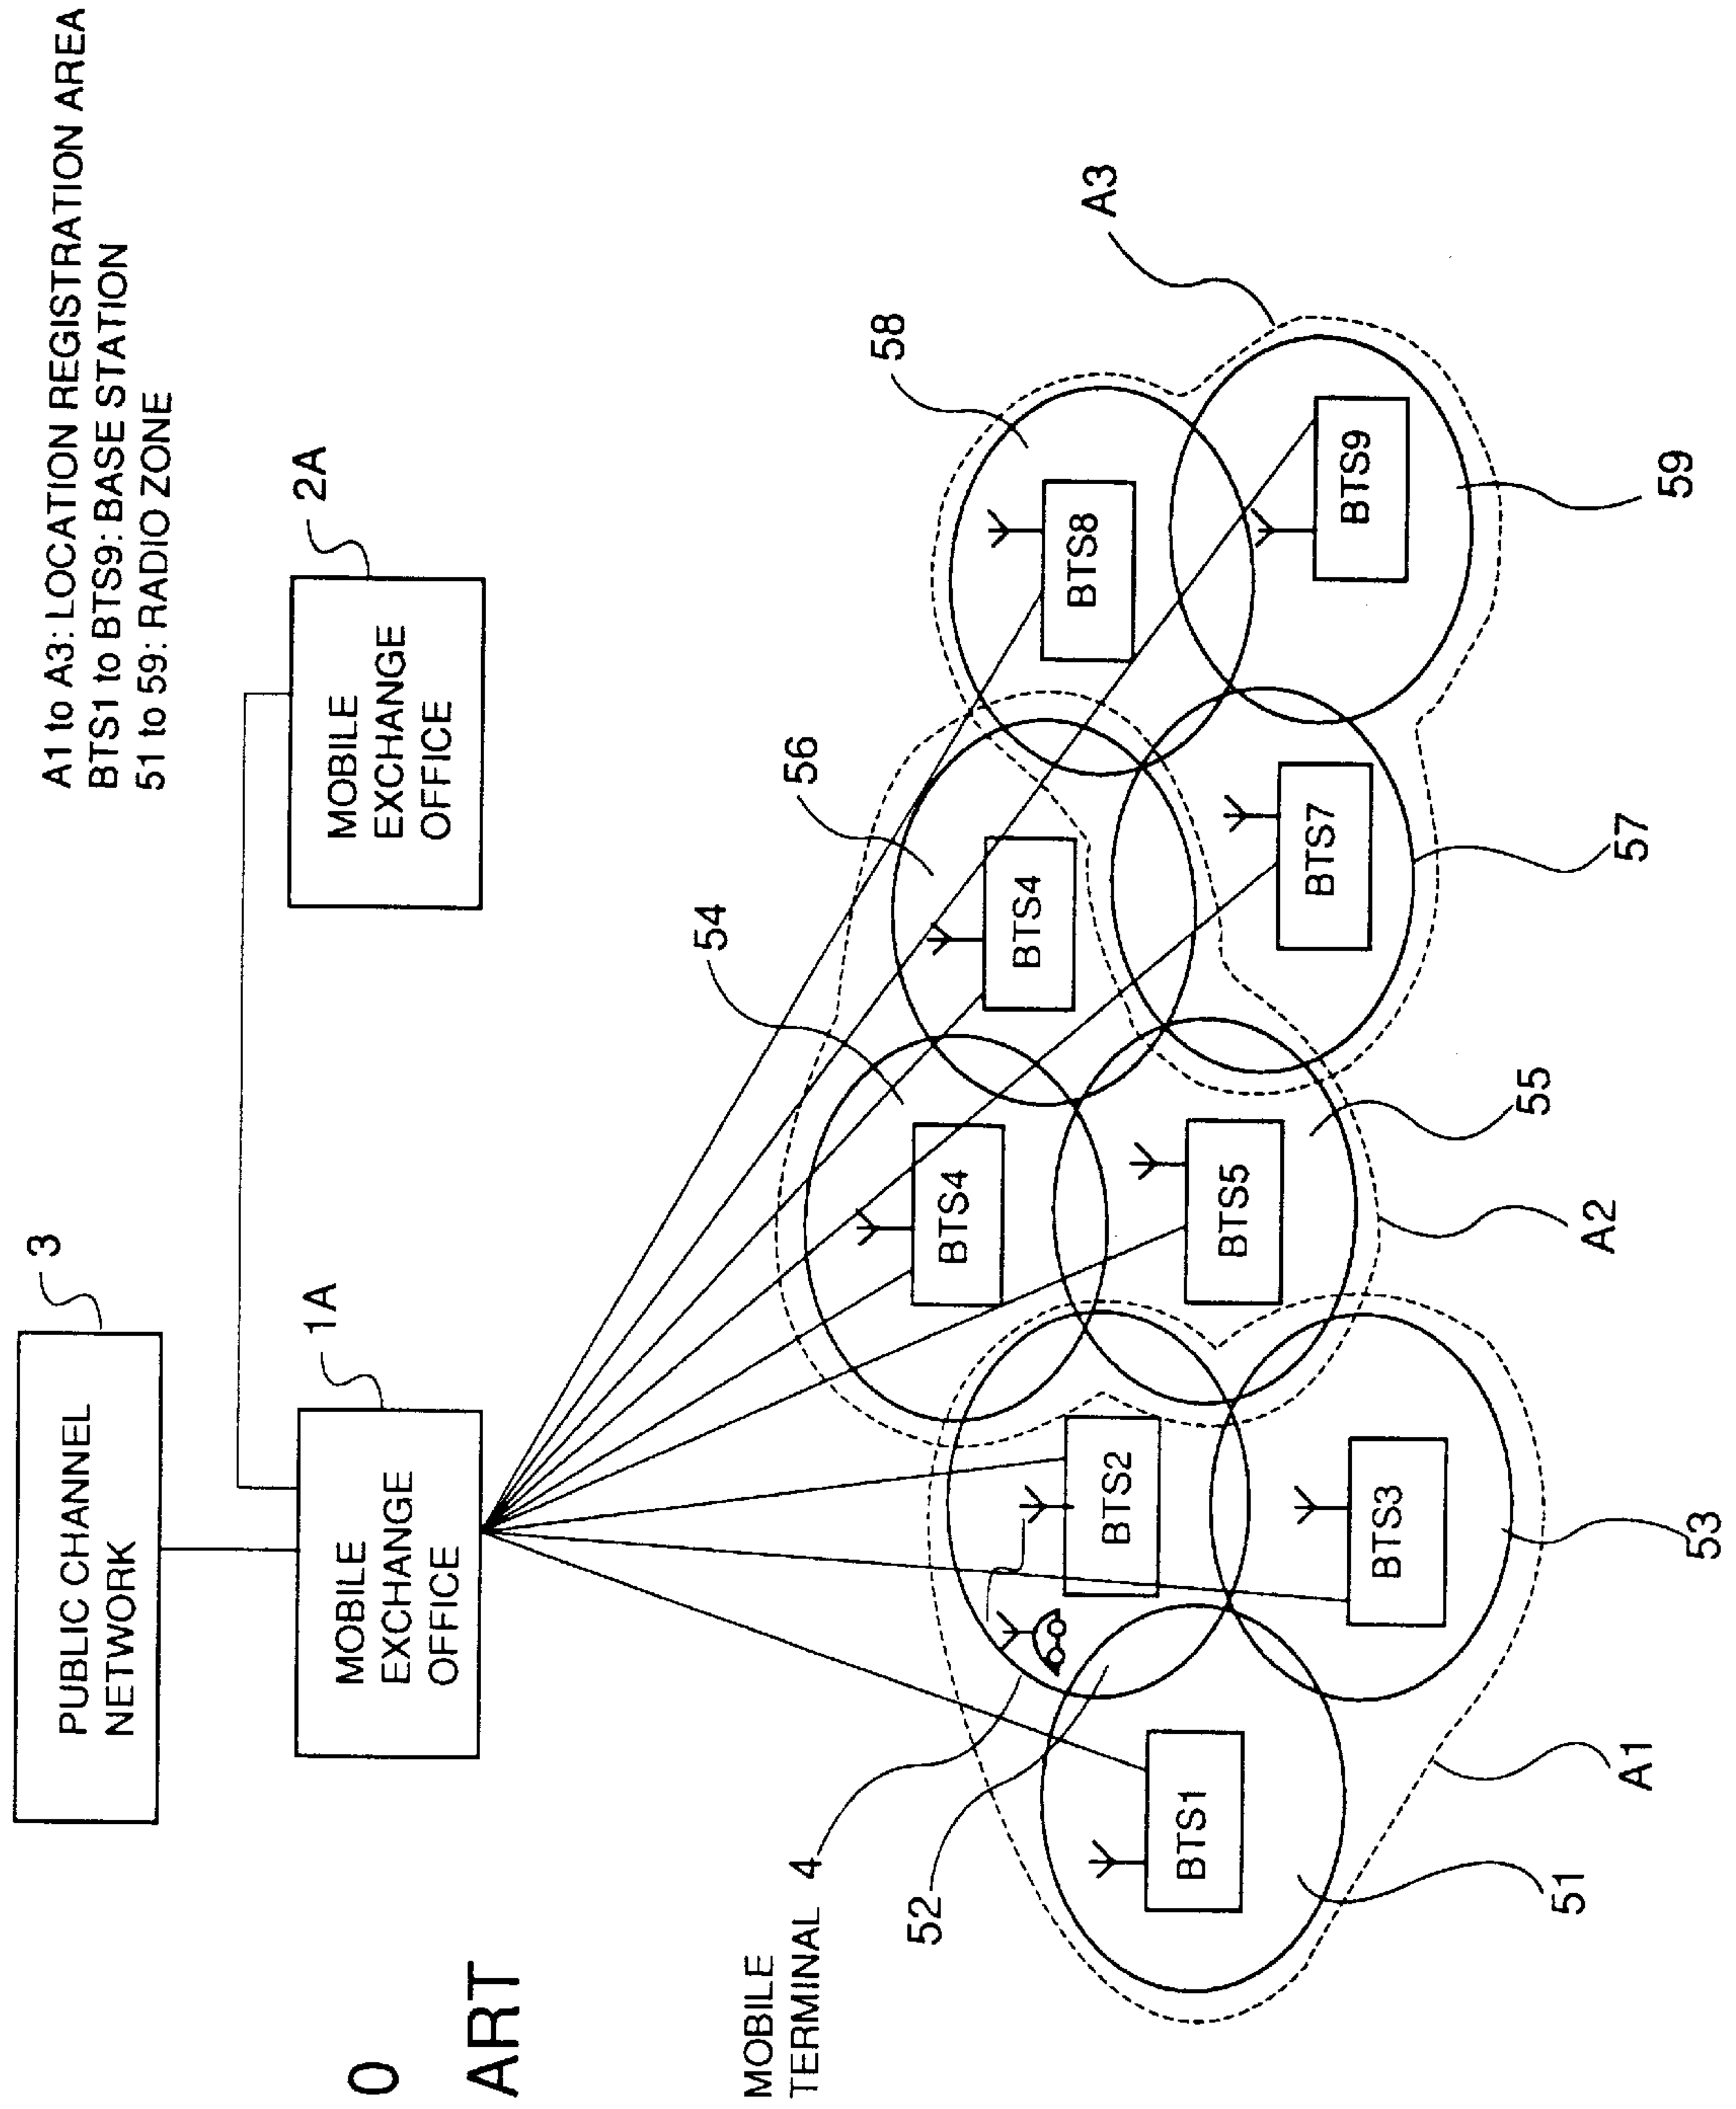 0
ART
A1 to A3: LOCATION REGISTRATION AREA
BTS1 to BTS9: BASE STATION
51 to 59: RADIO ZONE
PUBLIC CHANNEL
NETWORK
3
MOBILE
EXCHANGE
OFFICE
1A
MOBILE
EXCHANGE
OFFICE
2A
MOBILE
TERMINAL 4
52
54
56
58
A3
BTS1
BTS2
BTS3
BTS4
BTS5
BTS4
BTS7
BTS8
BTS9
51
A1
53
A2
55
57
59